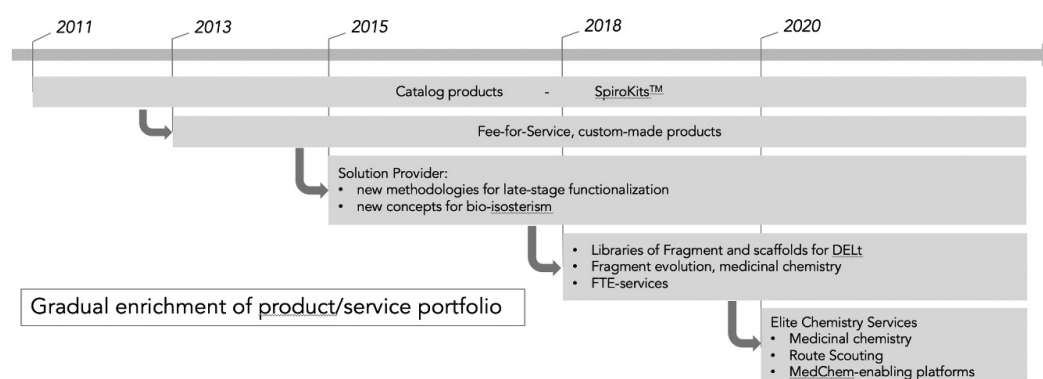 2011 2013 2015 2018 2020
Catalog products - SpiroKits™
Fee-for-Service, custom-made products
Solution Provider:
• new methodologies for late-stage functionalization
• new concepts for bio-isosterism
• Libraries of Fragment and scaffolds for DELt
• Fragment evolution, medicinal chemistry
• FTE-services
Gradual enrichment of product/service portfolio
Elite Chemistry Services
• Medicinal chemistry
• Route Scouting
• MedChem-enabling platforms